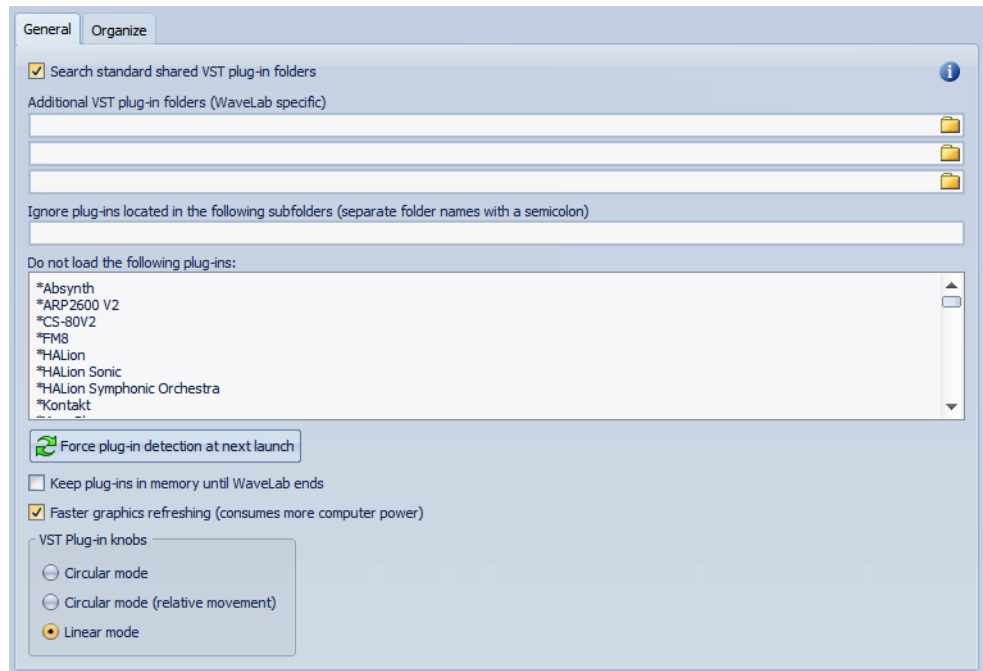 General
Organize
Search standard shared VST plug-in folders
Additional VST plug-in folders (WaveLab specific)
Ignore plug-ins located in the following subfolders (separate folder names with a semicolon)
Do not load the following plug-ins:
*Absynth
*ARP2600 V2
*CS-80V2
*FM8
*HALion
*HALion Sonic
*HALion Symphonic Orchestra
*Kontakt
Force plug-in detection at next launch
Keep plug-ins in memory until WaveLab ends
Faster graphics refreshing (consumes more computer power)
VST Plug-in knobs
Circular mode
Circular mode (relative movement)
Linear mode